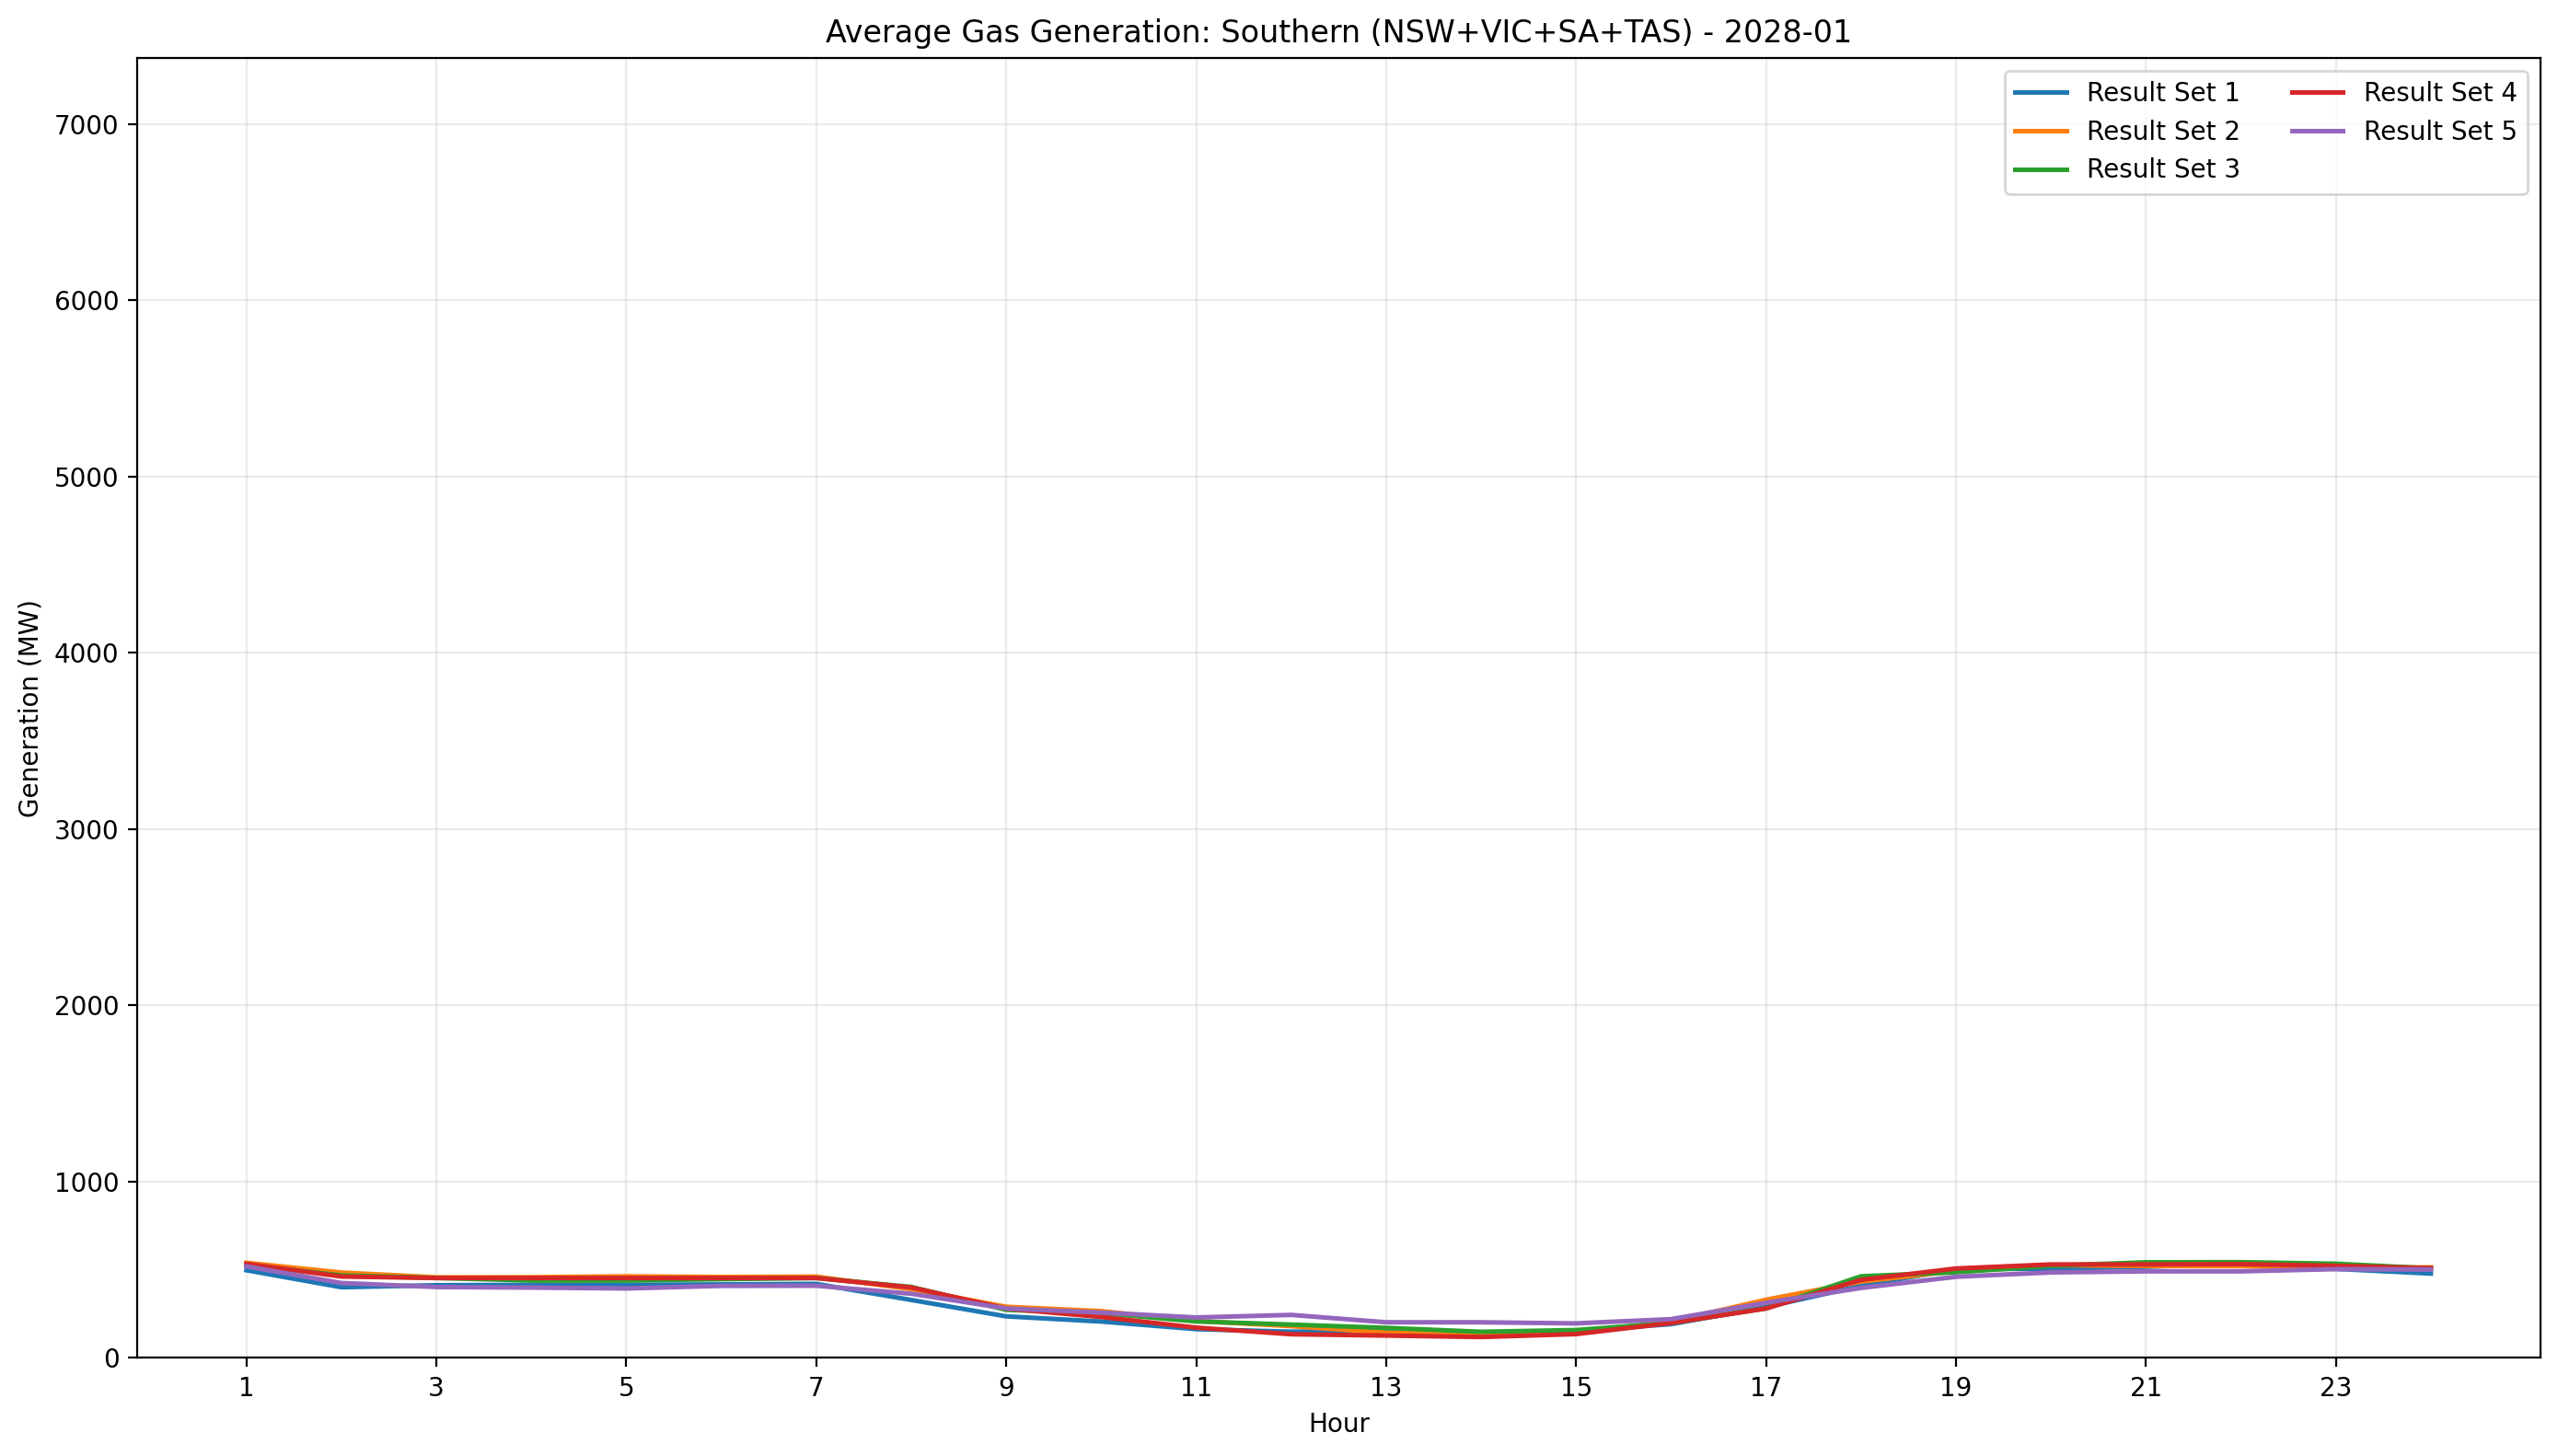 Average Gas Generation: Southern (NSW+VIC+SA+TAS) - 2028-01
Result Set 1
Result Set 2
Result Set 3
Result Set 4
Result Set 5
Generation (MW)
7000
6000
5000
4000
3000
2000
1000
0
1 3 5 7 9 11 13 15 17 19 21 23
Hour